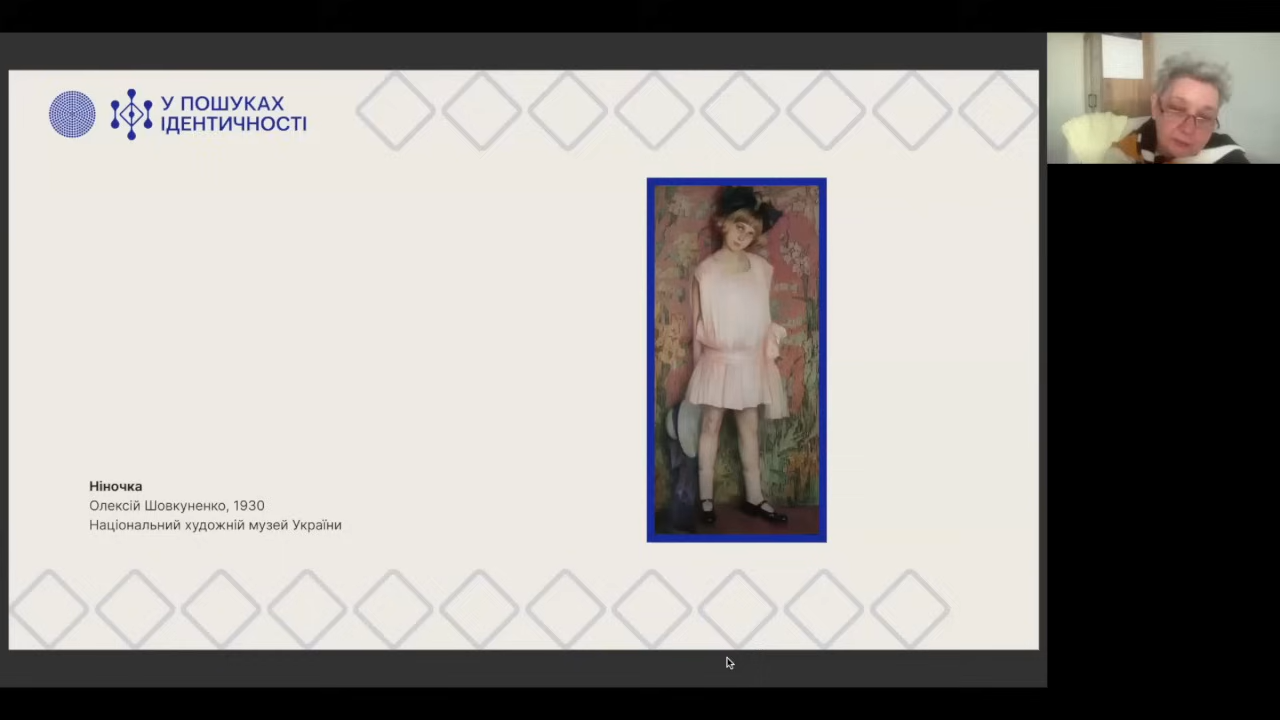 У ПОШУКАХ
ІДЕНТИЧНОСТІ
Ніночка
Олексій Шовкуненко, 1930
Національний художній музей України